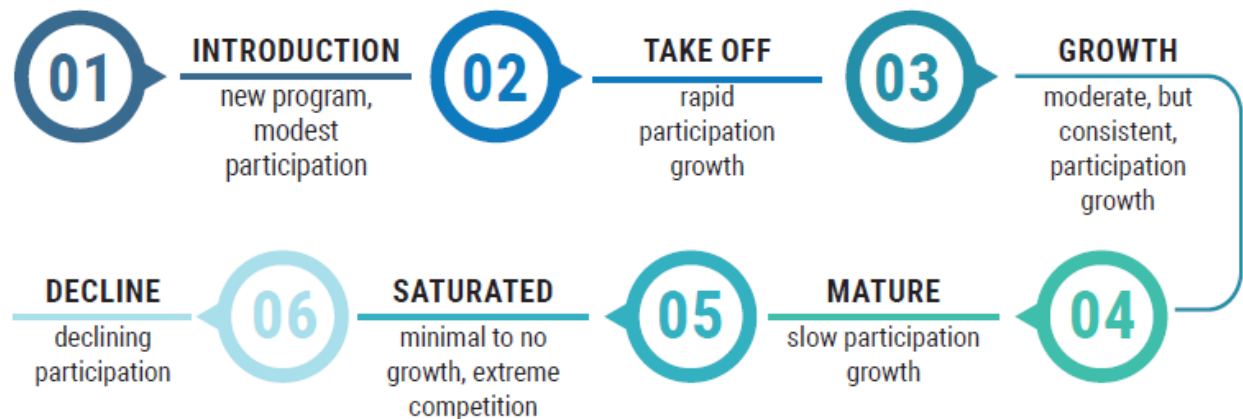 01
INTRODUCTION
new program,
modest
participation
02
TAKE OFF
rapid
participation
growth
03
GROWTH
moderate, but
consistent,
participation
growth
04
MATURE
slow participation
growth
05
SATURATED
minimal to no
growth, extreme
competition
06
DECLINE
declining
participation